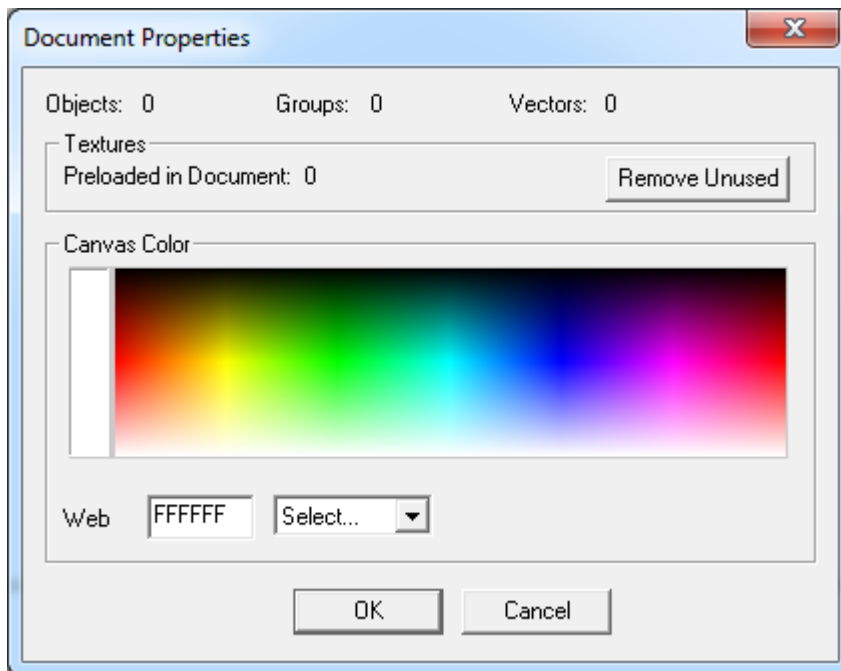 Document Properties
Objects: 0 Groups: 0 Vectors: 0
Textures
Preloaded in Document: 0 Remove Unused
Canvas Color
Web FFFFFF Select...
OK Cancel